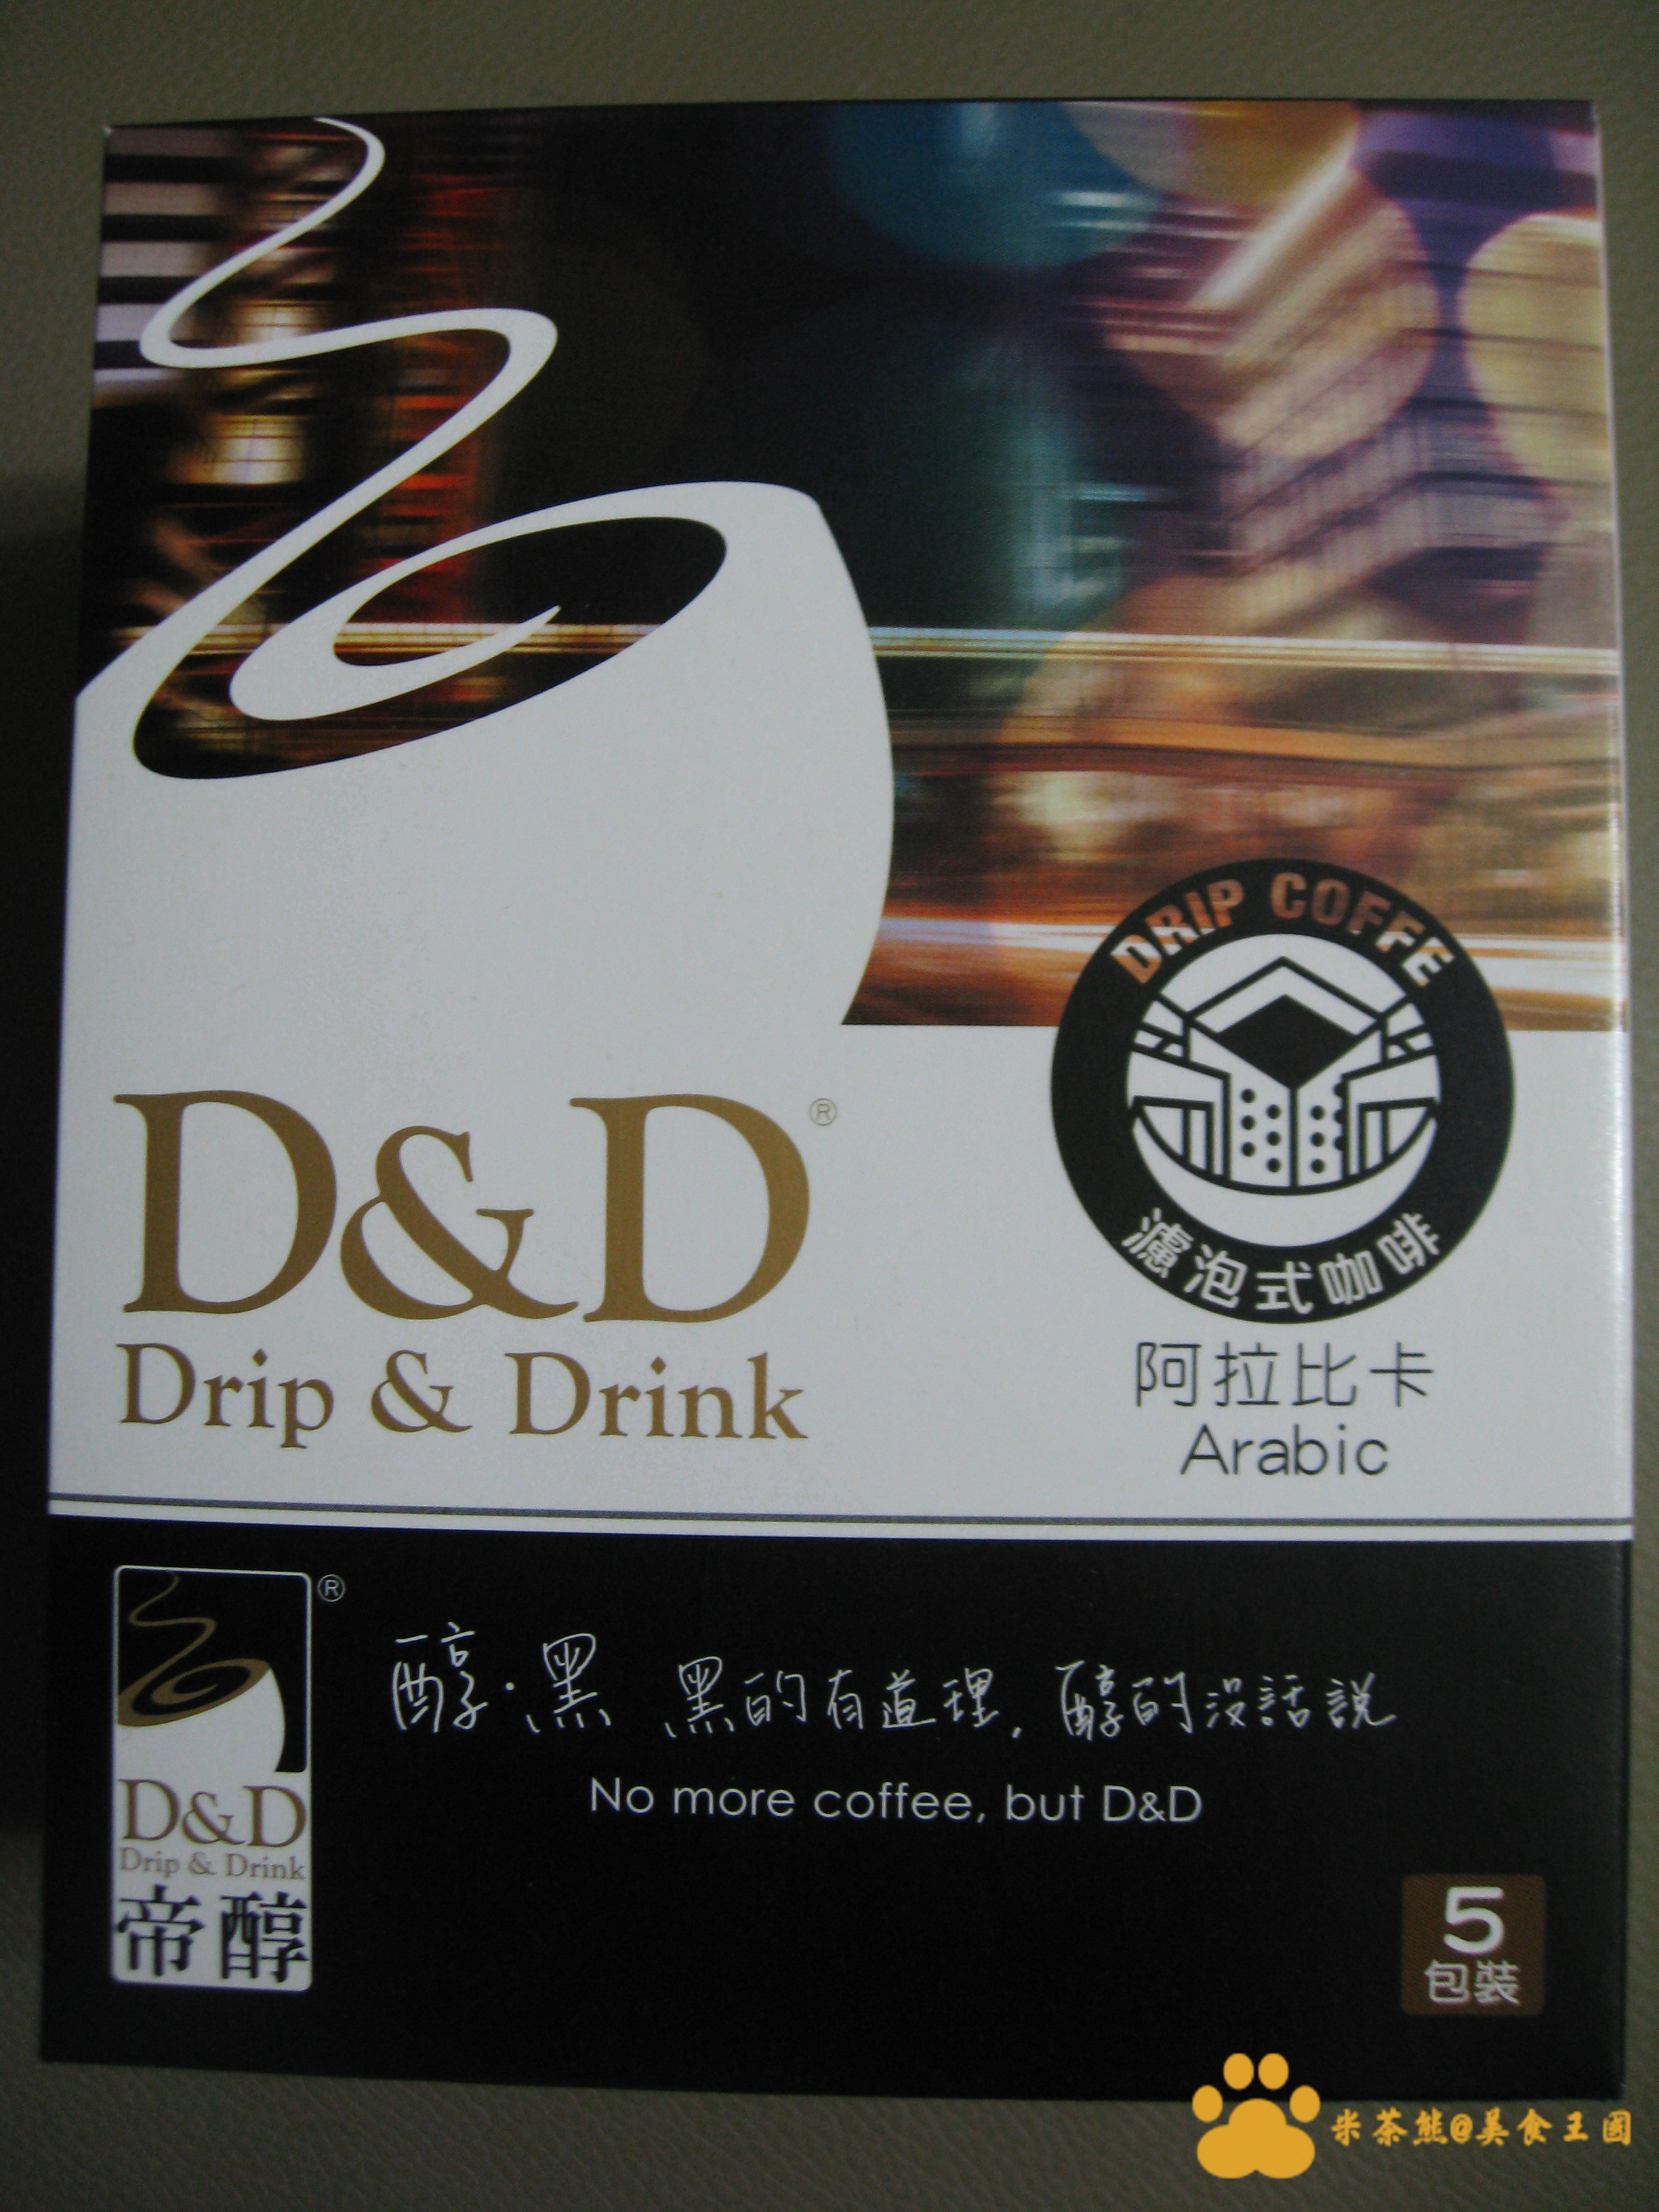 DRIP COFFE
濾泡式咖啡
阿拉比卡
Arabic
D&D®
Drip & Drink
®
醇·黑 黑的有道理，醇的沒話說
No more coffee, but D&D
D&D
Drip & Drink
帝醇
5
包裝
米茶熊@美食王国